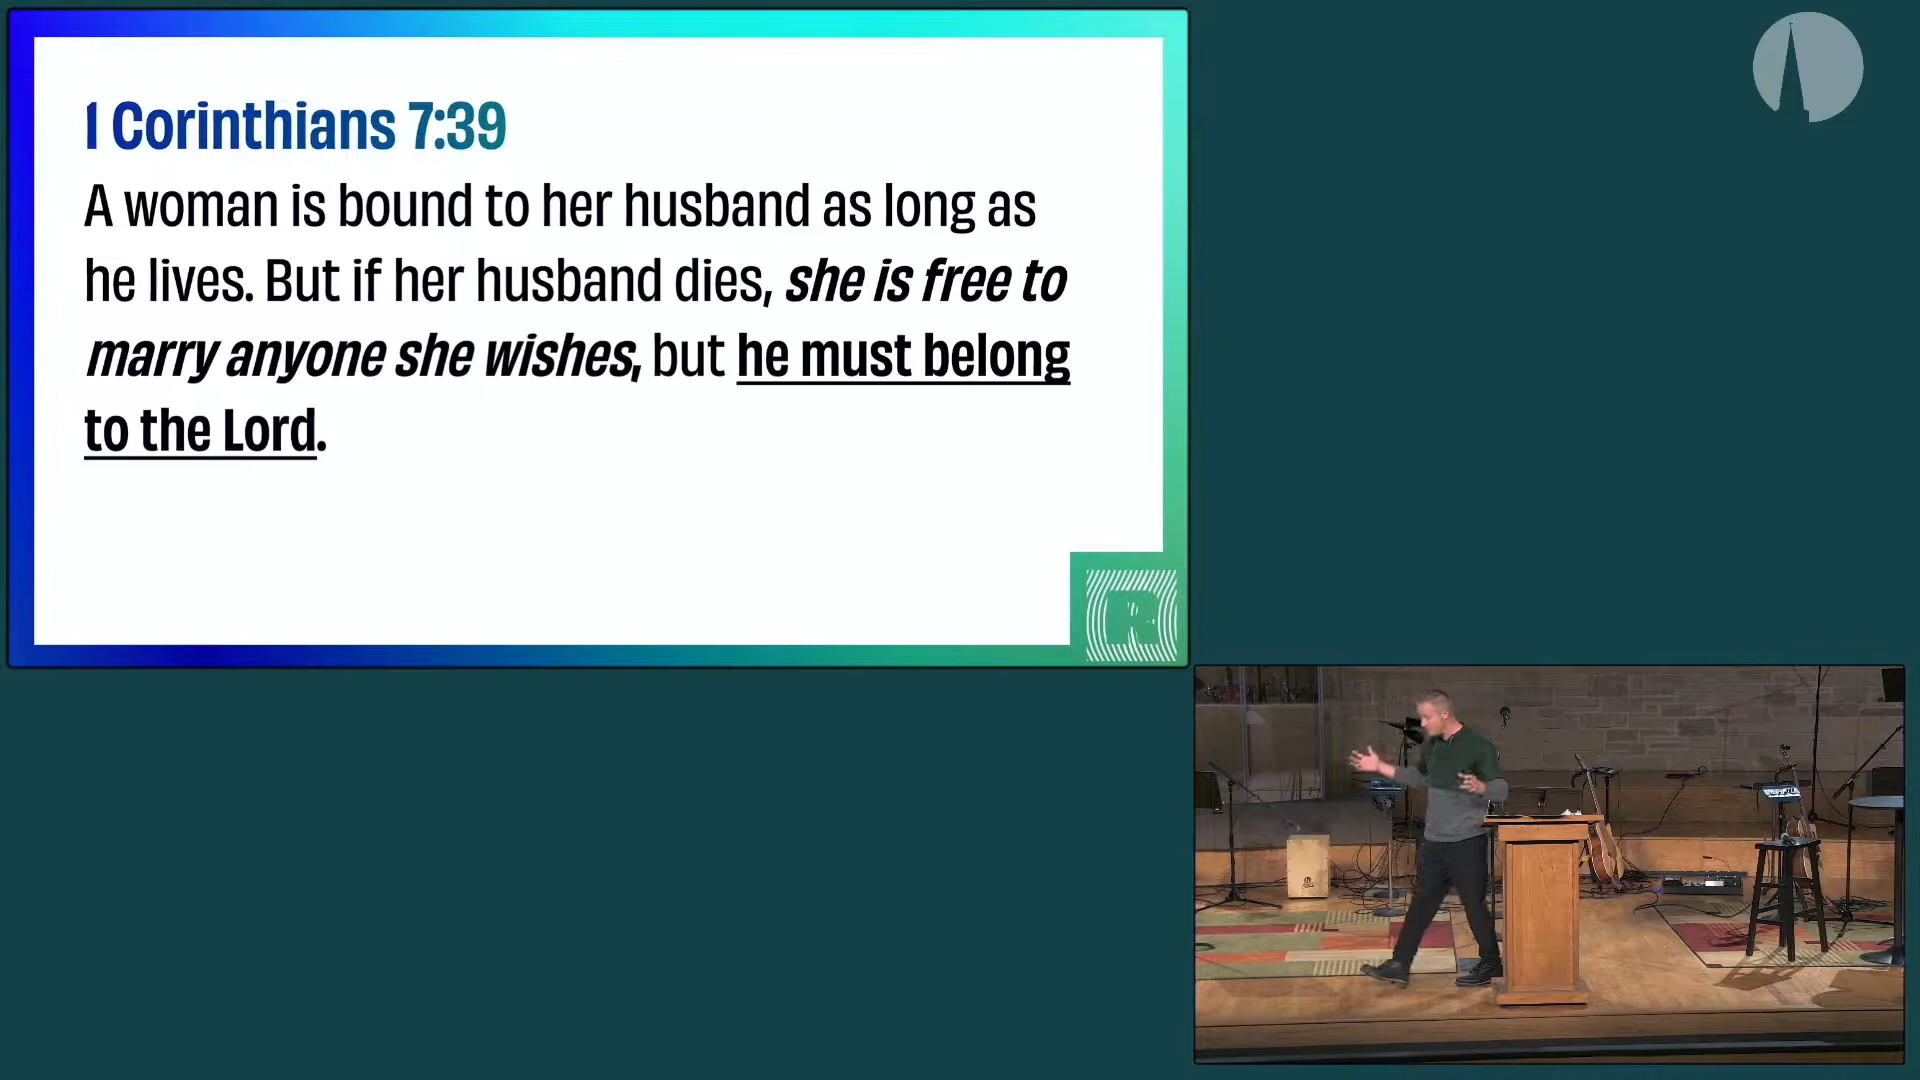 1 Corinthians 7:39
A woman is bound to her husband as long as
he lives. But if her husband dies, she is free to
marry anyone she wishes, but he must belong
to the Lord.
R